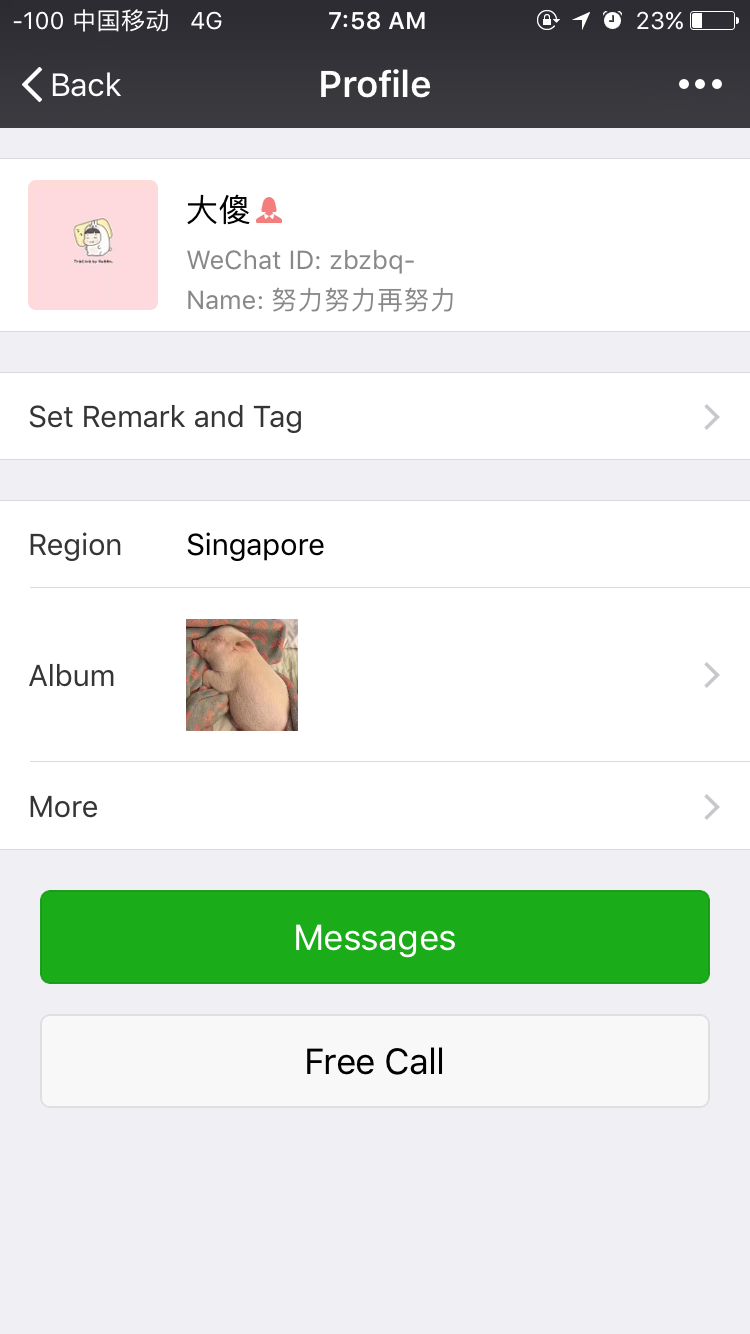 -100 中国移动 4G 7:58 AM 23%
Back Profile
大傻
WeChat ID: zbzbq-
Name: 努力努力再努力
Set Remark and Tag
Region Singapore
Album
More
Messages
Free Call